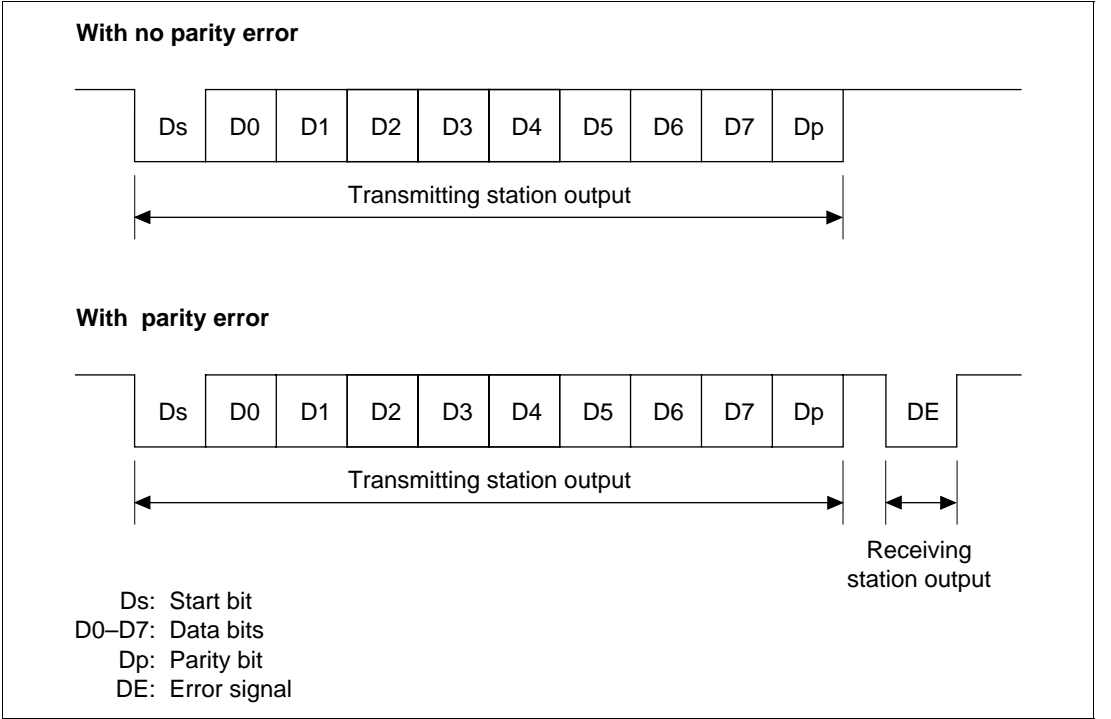 With no parity error
Ds D0 D1 D2 D3 D4 D5 D6 D7 Dp
Transmitting station output
With parity error
Ds D0 D1 D2 D3 D4 D5 D6 D7 Dp DE
Transmitting station output
Receiving
station output
Ds: Start bit
D0–D7: Data bits
Dp: Parity bit
DE: Error signal